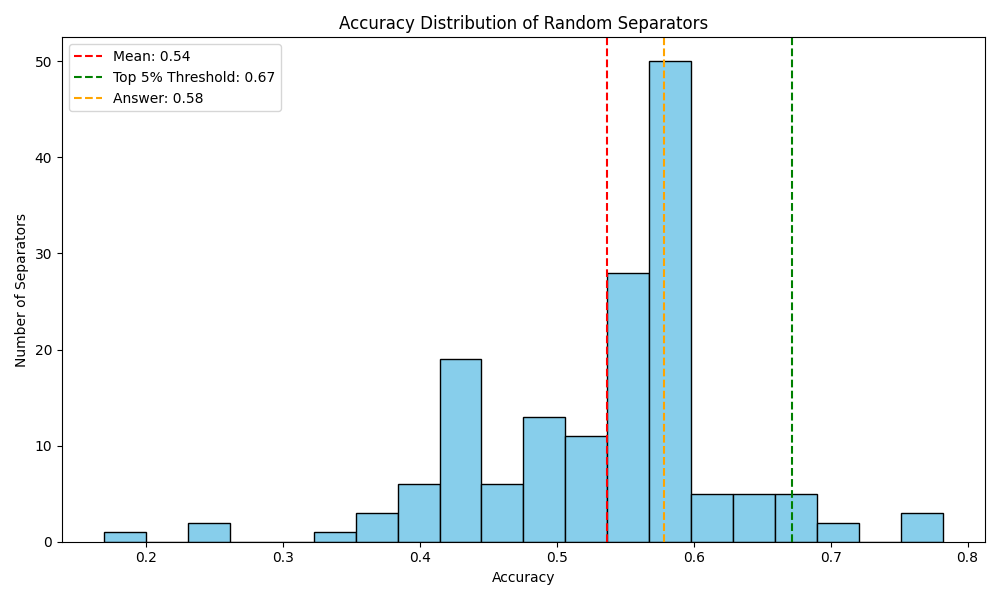 Accuracy Distribution of Random Separators
Mean: 0.54
Top 5% Threshold: 0.67
Answer: 0.58
Number of Separators
50
40
30
20
10
0
0.2 0.3 0.4 0.5 0.6 0.7 0.8
Accuracy